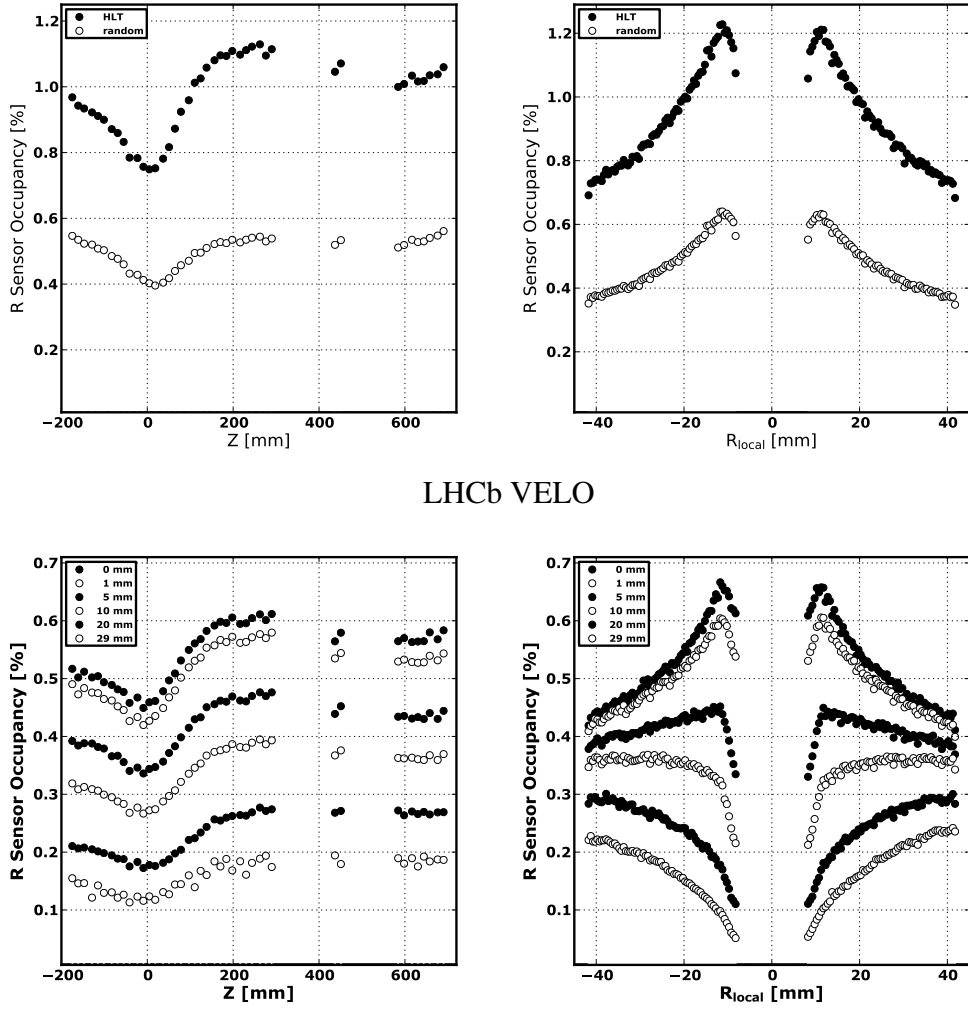 R Sensor Occupancy [%]
1.2
1.0
0.8
0.6
0.4
0.2
HLT
random
−200 0 200 400 600
Z [mm]
R Sensor Occupancy [%]
1.2
1.0
0.8
0.6
0.4
0.2
HLT
random
−40 −20 0 20 40
R_local [mm]
LHCb VELO
R Sensor Occupancy [%]
0.7
0.6
0.5
0.4
0.3
0.2
0.1
0 mm
1 mm
5 mm
10 mm
20 mm
29 mm
−200 0 200 400 600
Z [mm]
R Sensor Occupancy [%]
0.7
0.6
0.5
0.4
0.3
0.2
0.1
0 mm
1 mm
5 mm
10 mm
20 mm
29 mm
−40 −20 0 20 40
R_local [mm]